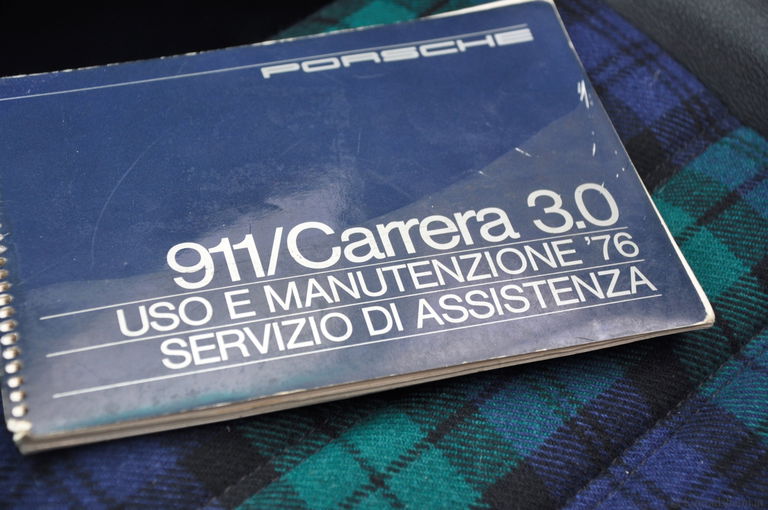 PORSCHE
911/Carrera 3.0
USO E MANUTENZIONE '76
SERVIZIO DI ASSISTENZA